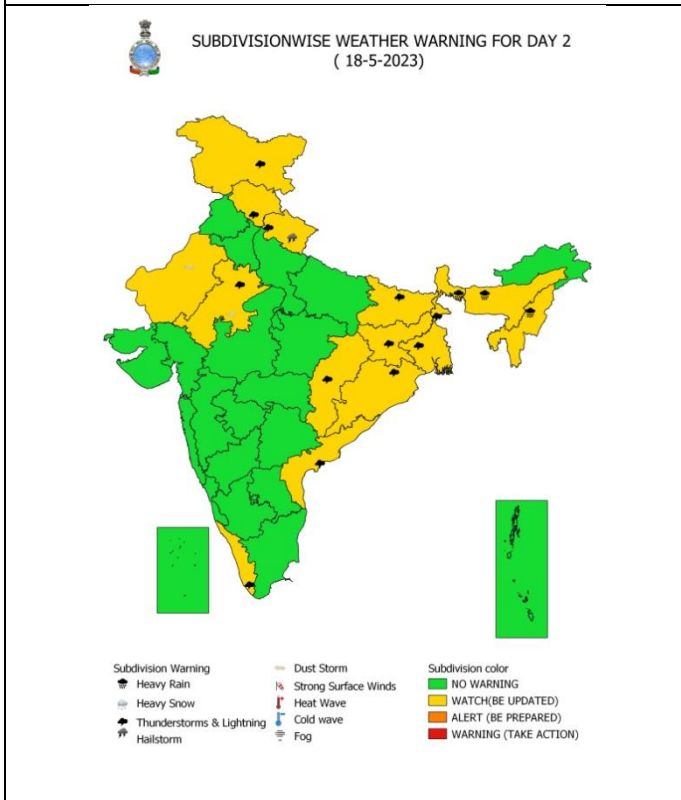 SUBDIVISIONWISE WEATHER WARNING FOR DAY 2
( 18-5-2023)
Subdivision Warning
Heavy Rain
Heavy Snow
Thunderstorms & Lightning
Hailstorm
Dust Storm
Strong Surface Winds
Heat Wave
Cold wave
Fog
Subdivision color
NO WARNING
WATCH(BE UPDATED)
ALERT (BE PREPARED)
WARNING (TAKE ACTION)